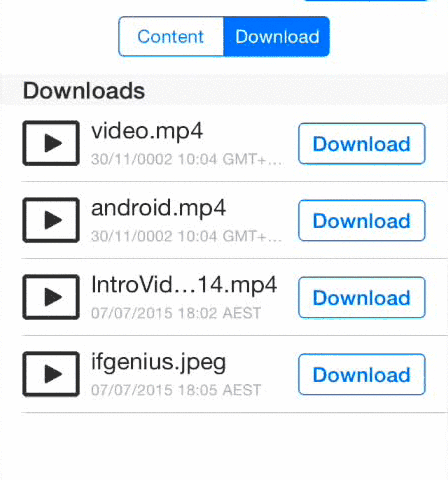 Content Download
Downloads
video.mp4
30/11/0002 10:04 GMT+...
Download
android.mp4
30/11/0002 10:04 GMT+...
Download
IntroVid...14.mp4
07/07/2015 18:02 AEST
Download
ifgenius.jpeg
07/07/2015 18:05 AEST
Download